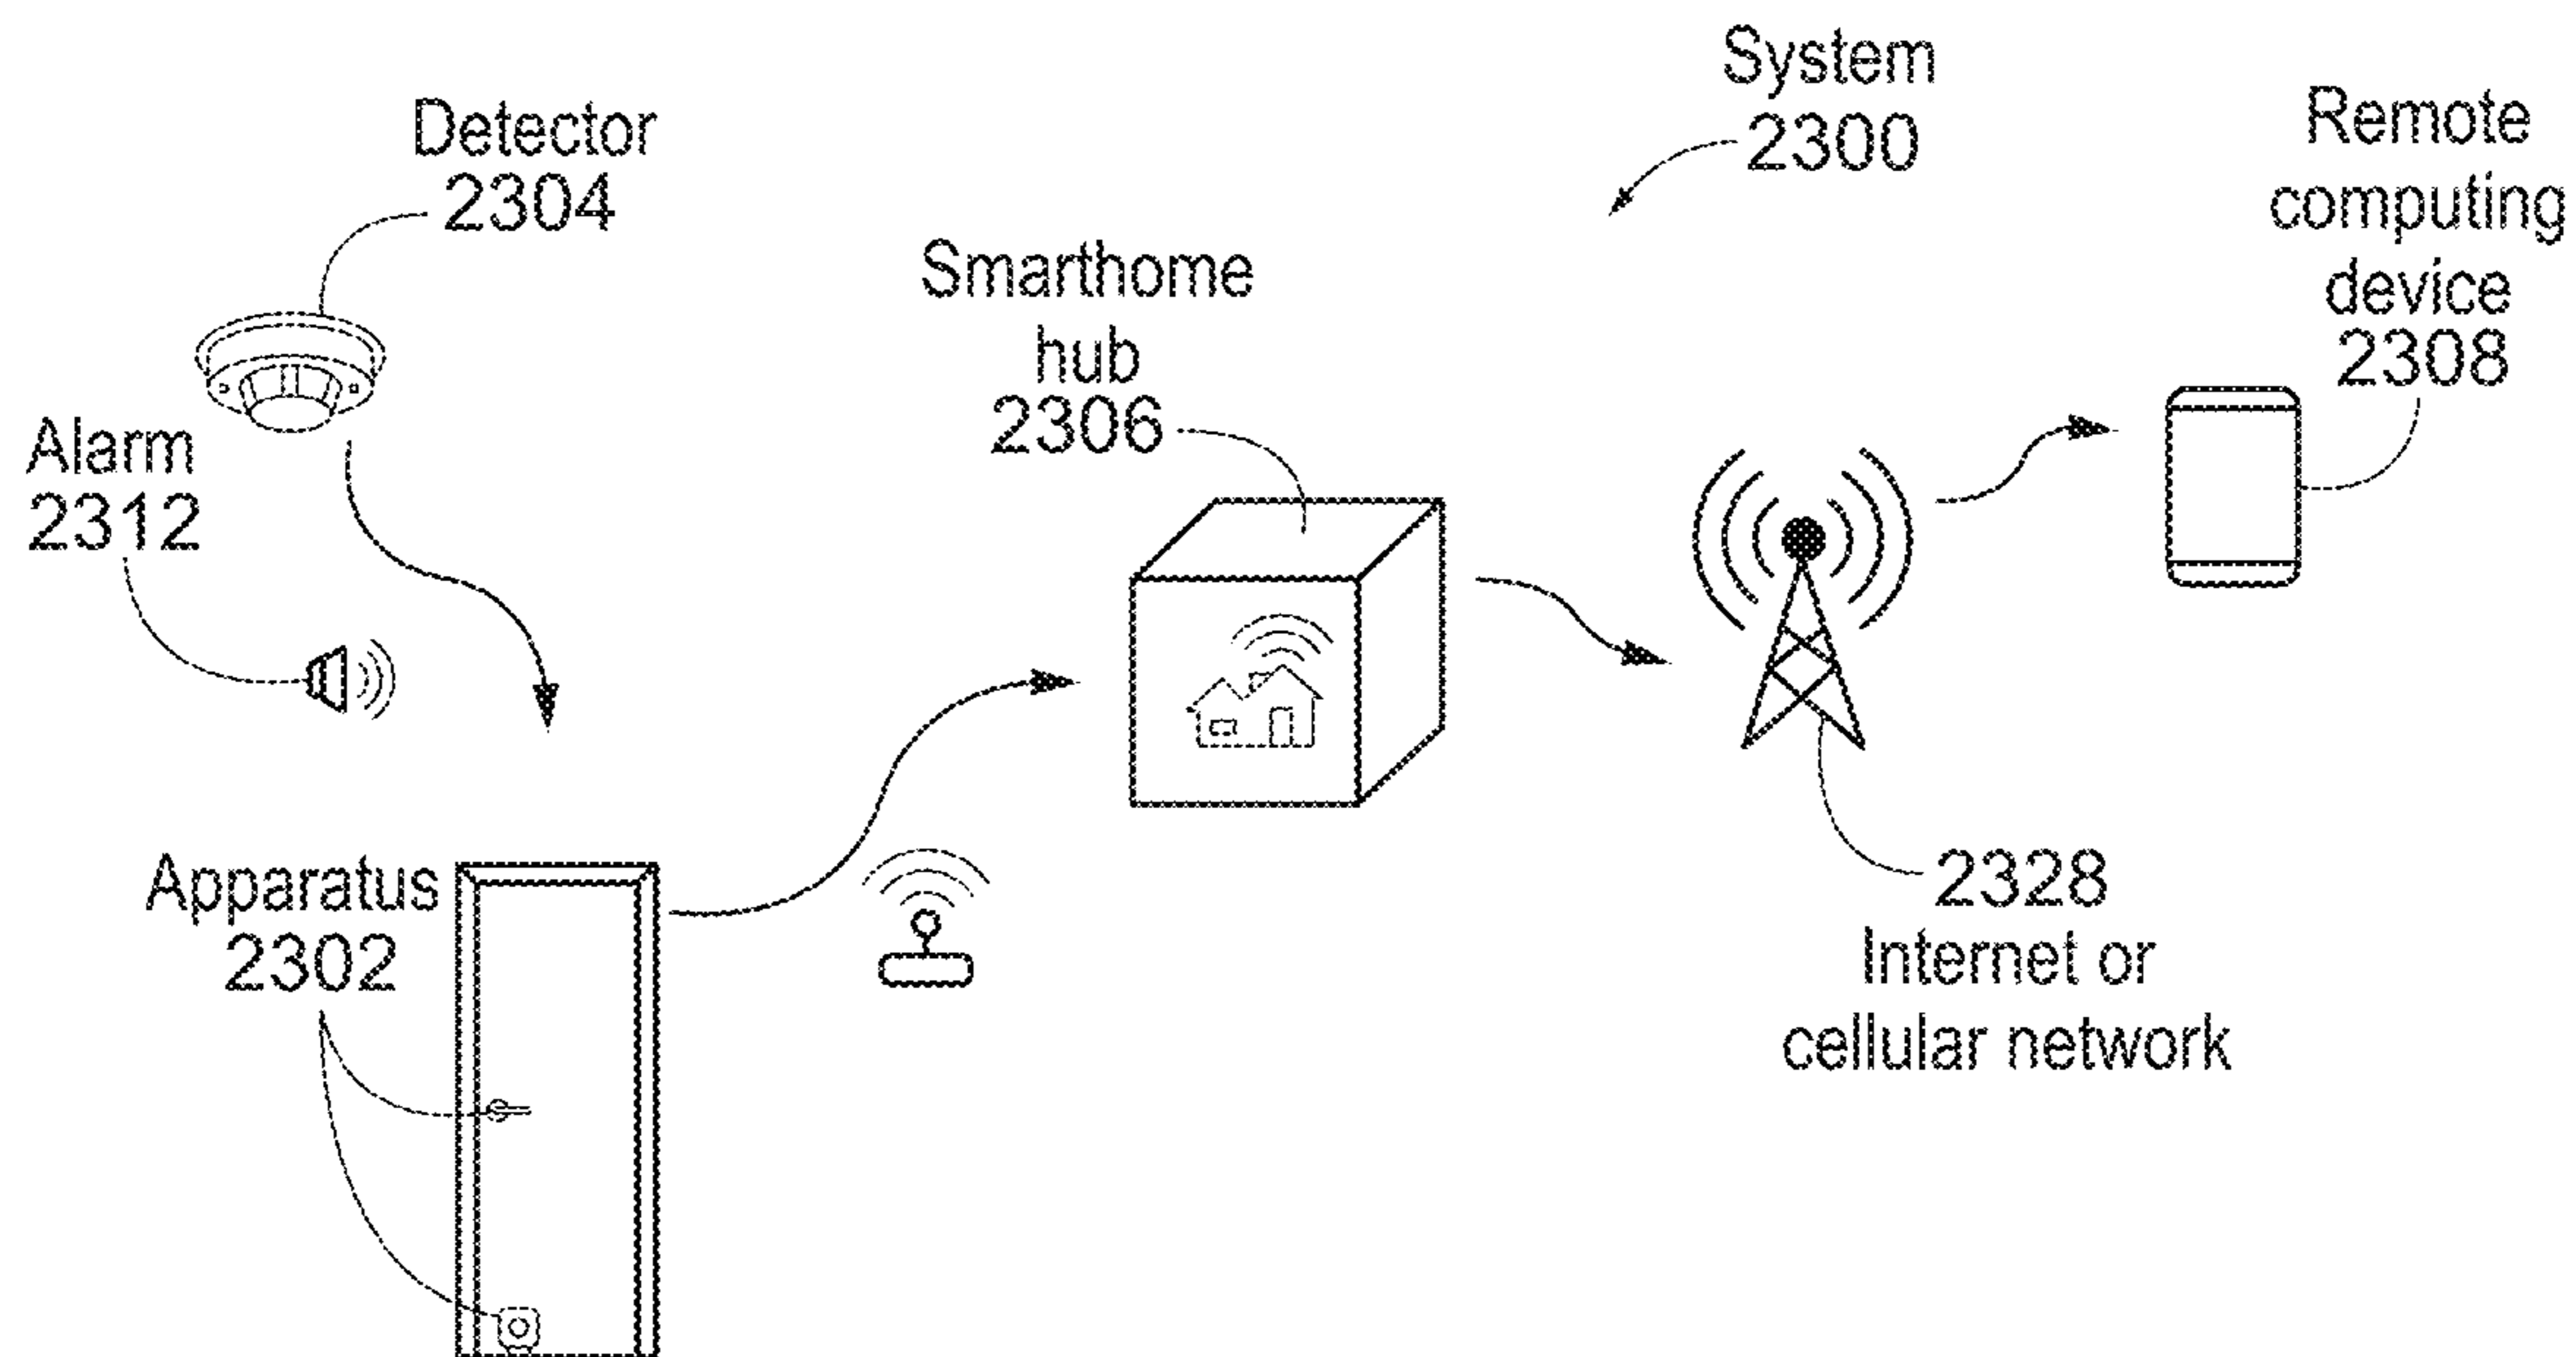 System
2300
Remote
computing
device
2308
Detector
2304
Smarthome
hub
2306
Alarm
2312
Apparatus
2302
2328
Internet or
cellular network